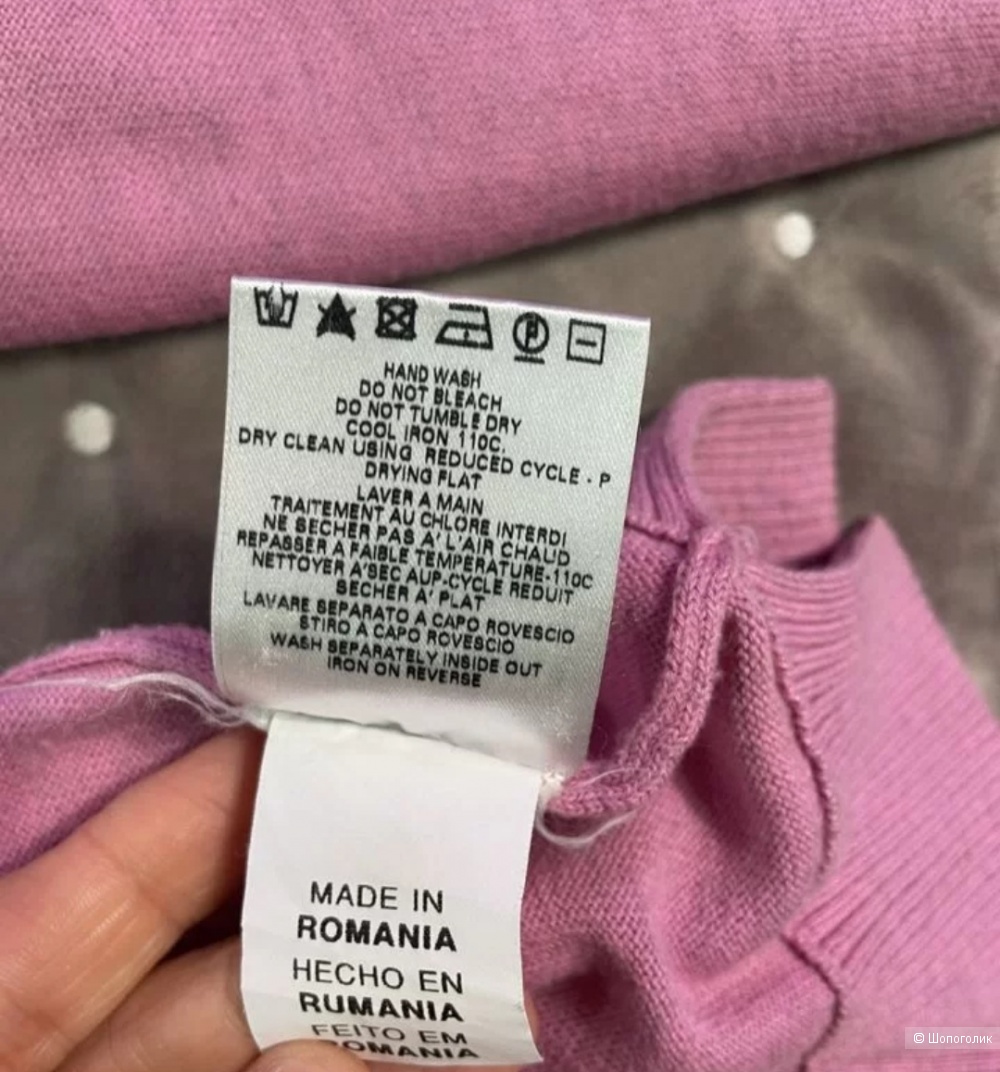 P
HAND WASH
DO NOT BLEACH
DO NOT TUMBLE DRY
COOL IRON 110C.
DRY CLEAN USING REDUCED CYCLE - P
DRYING FLAT
LAVER A MAIN
TRAITEMENT AU CHLORE INTERDI
NE SECHER PAS A' L'AIR CHAUD
REPASSER A FAIBLE TEMPERATURE-110C
NETTOYER A'SEC AUP-CYCLE REDUIT
SECHER A' PLAT
LAVARE SEPARATO A CAPO ROVESCIO
STIRO A CAPO ROVESCIO
WASH SEPARATELY INSIDE OUT
IRON ON REVERSE
MADE IN
ROMANIA
HECHO EN
RUMANIA
FEITO EM
ROMANIA
© Шопоголик